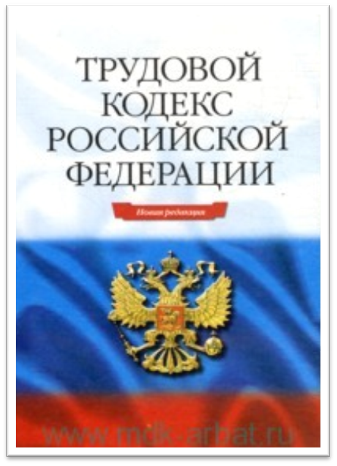 ТРУДОВОЙ
КОДЕКС
РОССИЙСКОЙ
ФЕДЕРАЦИИ
Новая редакция
www.mdk-arbat.ru